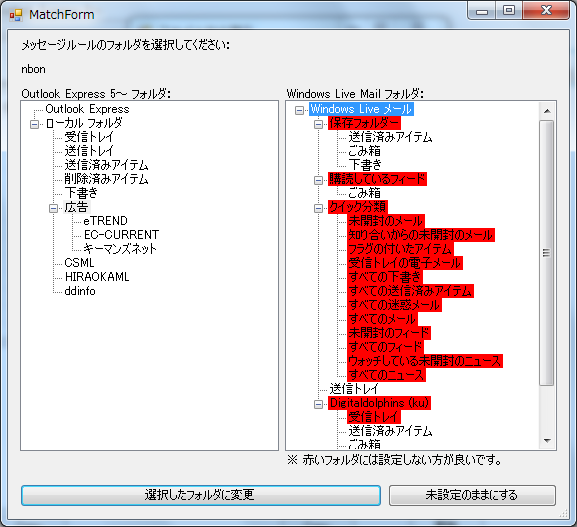 MatchForm
メッセージルールのフォルダを選択してください:
nbon
Outlook Express 5～ フォルダ:
Outlook Express
ローカル フォルダ
受信トレイ
送信トレイ
送信済みアイテム
削除済みアイテム
下書き
広告
eTREND
EC-CURRENT
キーマンズネット
CSML
HIRAOKAML
ddinfo
Windows Live Mail フォルダ:
Windows Live メール
保存フォルダー
送信済みアイテム
ごみ箱
下書き
購読しているフィード
ごみ箱
クイック分類
未開封のメール
知り合いからの未開封のメール
フラグの付いたアイテム
受信トレイの電子メール
すべての下書き
すべての送信済みアイテム
すべての迷惑メール
すべてのメール
未開封のフィード
すべてのフィード
ウォッチしている未開封のニュース
すべてのニュース
送信トレイ
Digitaldolphins (ku)
受信トレイ
送信済みアイテム
ごみ箱
※ 赤いフォルダには設定しない方が良いです。
選択したフォルダに変更
未設定のままにする